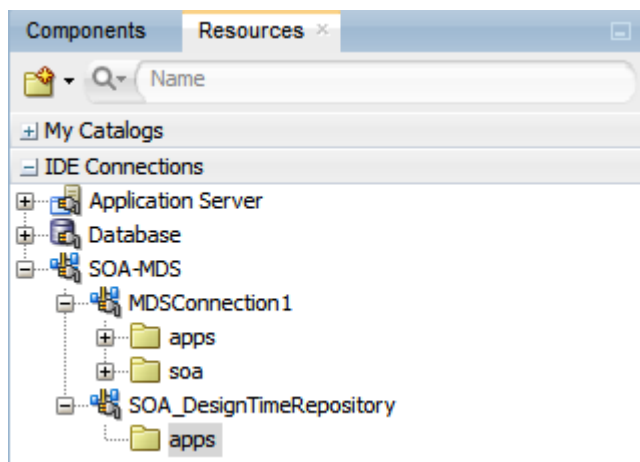 Components Resources
Name
My Catalogs
IDE Connections
Application Server
Database
SOA-MDS
MDSConnection1
apps
soa
SOA_DesignTimeRepository
apps